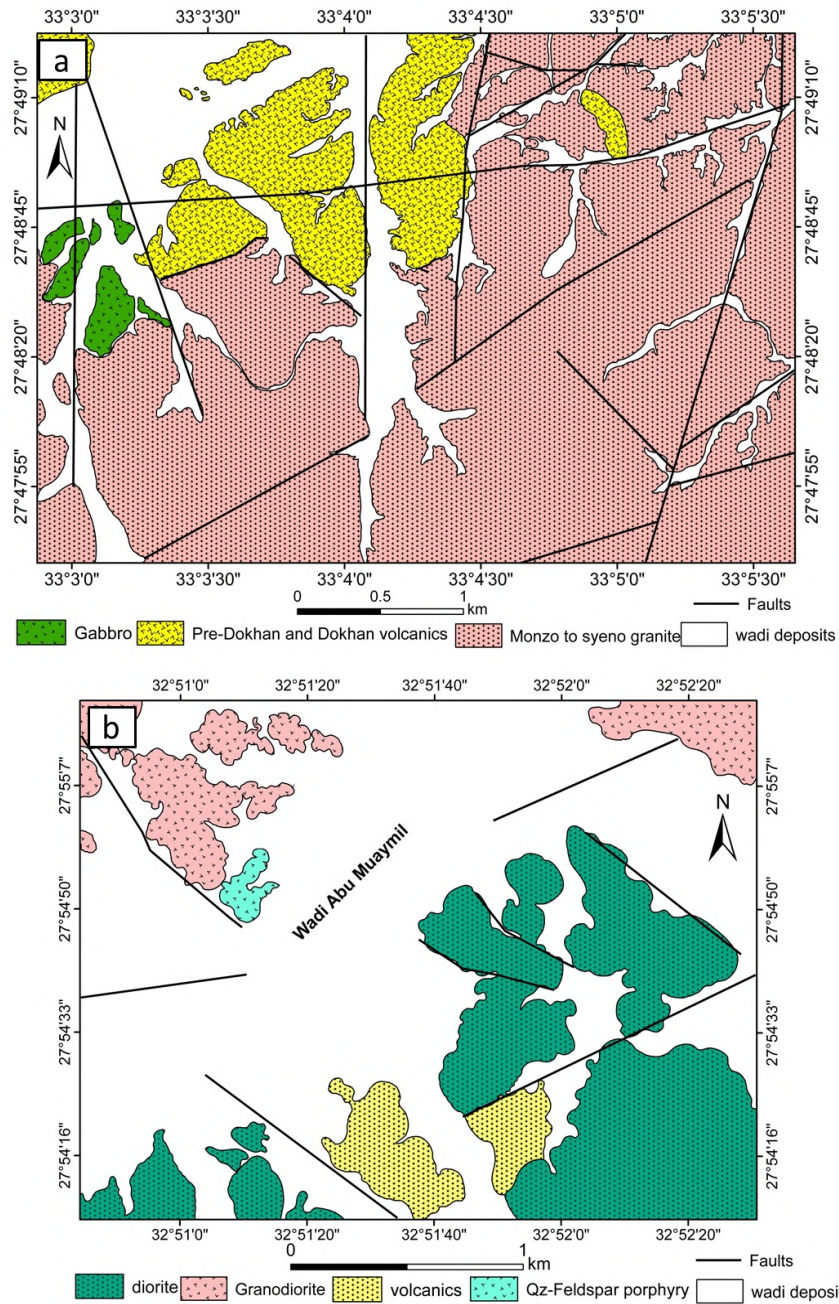 33°3'0" 33°3'30" 33°4'0" 33°4'30" 33°5'0" 33°5'30"
a
N
27°49'10" 27°49'10"
27°48'45" 27°48'45"
27°48'20" 27°48'20"
27°47'55" 27°47'55"
33°3'0" 33°3'30" 33°4'0" 33°4'30" 33°5'0" 33°5'30"
0 0.5 1
km
Faults
Gabbro Pre-Dokhan and Dokhan volcanics Monzo to syeno granite wadi deposits
32°51'0" 32°51'20" 32°51'40" 32°52'0" 32°52'20"
b
N
27°55'7" 27°55'7"
Wadi Abu Muaymil
27°54'50" 27°54'50"
27°54'33" 27°54'33"
27°54'16" 27°54'16"
32°51'0" 32°51'20" 32°51'40" 32°52'0" 32°52'20"
0 1
km
Faults
diorite Granodiorite volcanics Qz-Feldspar porphyry wadi deposi